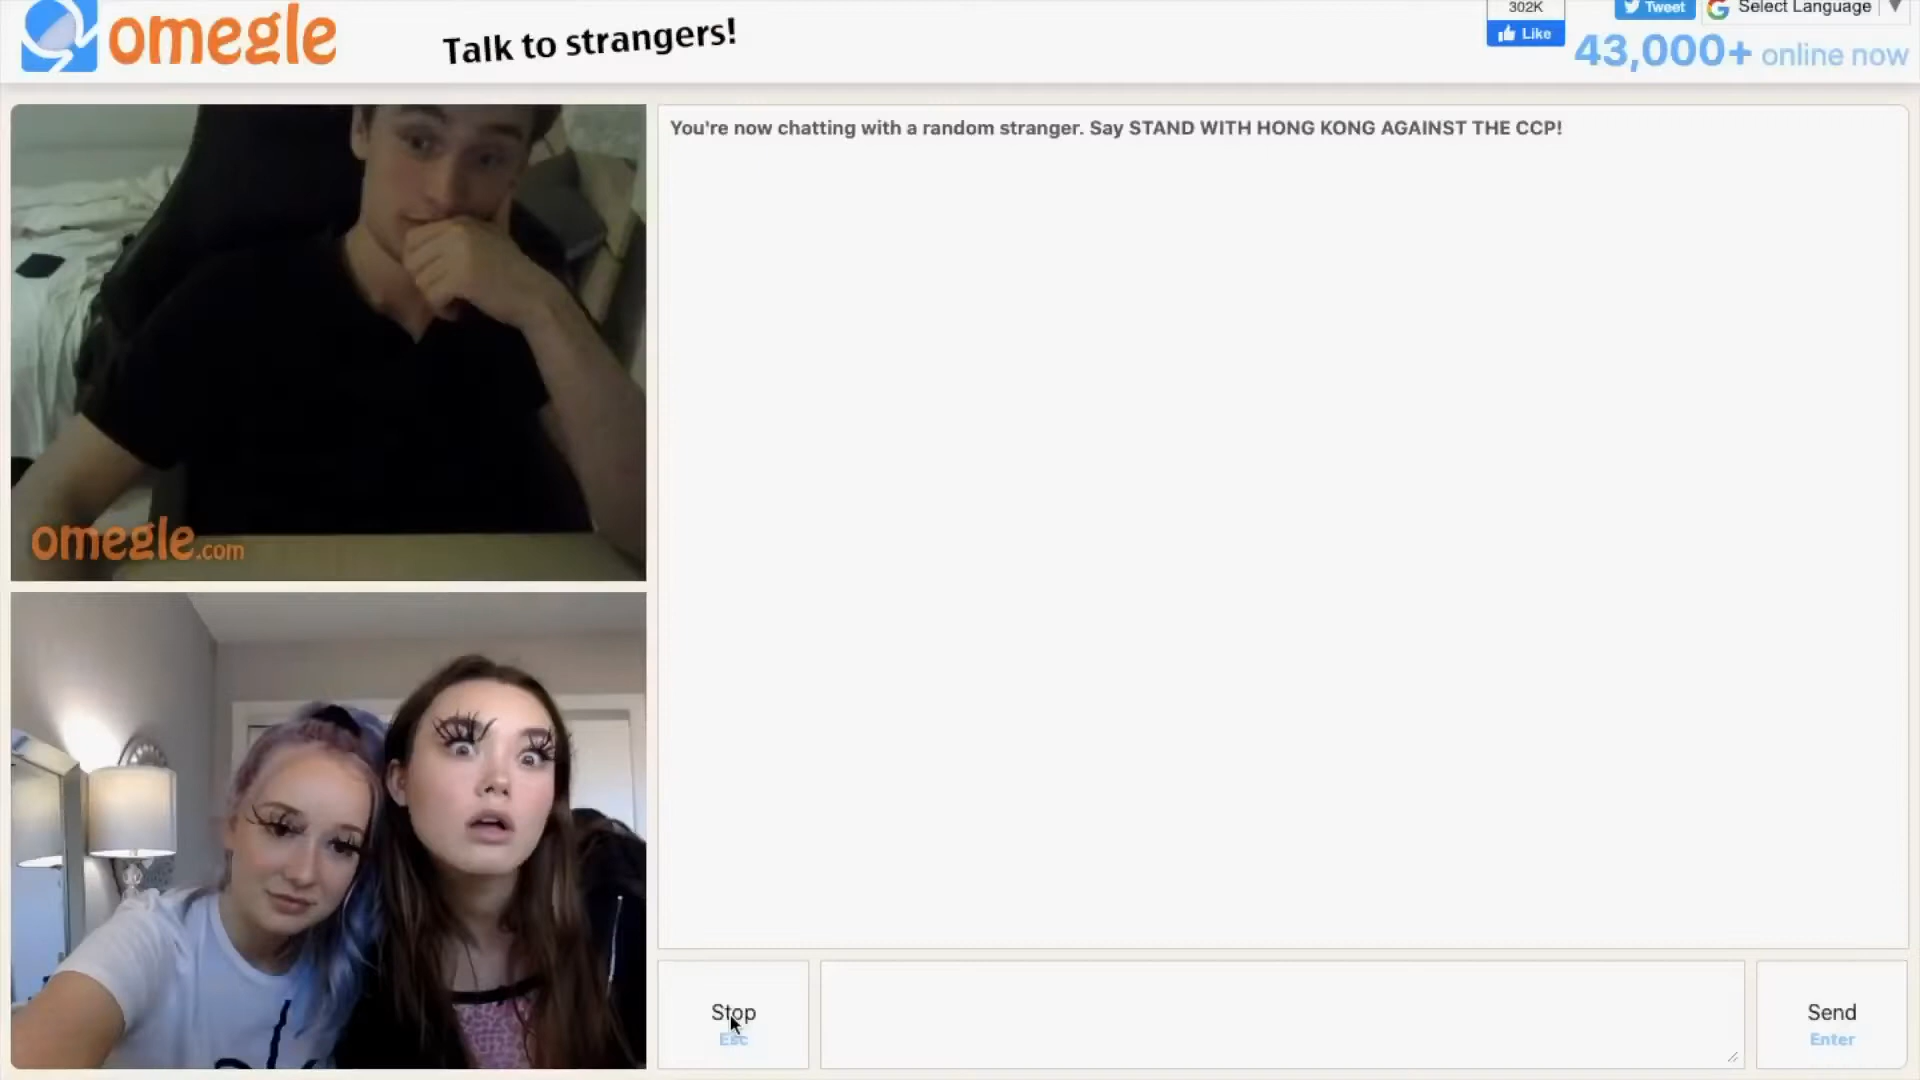 omegle
Talk to strangers!
302K
Like
Tweet
Select Language
43,000+ online now
You're now chatting with a random stranger. Say STAND WITH HONG KONG AGAINST THE CCP!
omegle.com
Stop
Esc
Send
Enter